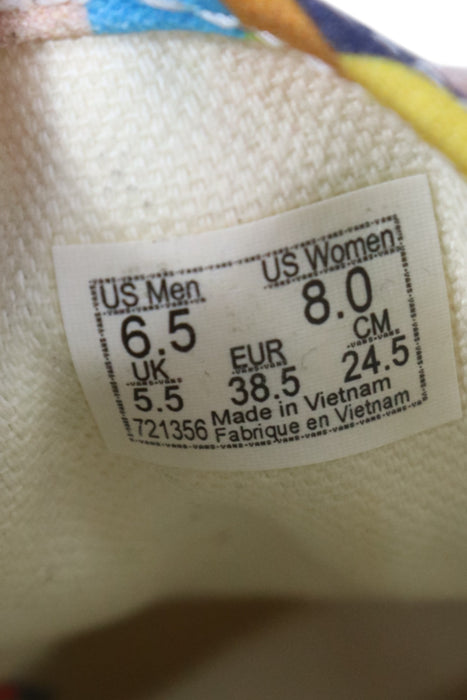 US Men US Women
6.5 8.0
UK EUR CM
5.5 38.5 24.5
721356 Made in Vietnam
Fabrique en Vietnam